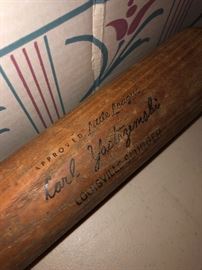 APPROVED Little League
Carl Yastrzemski
LOUISVILLE SLUGGER